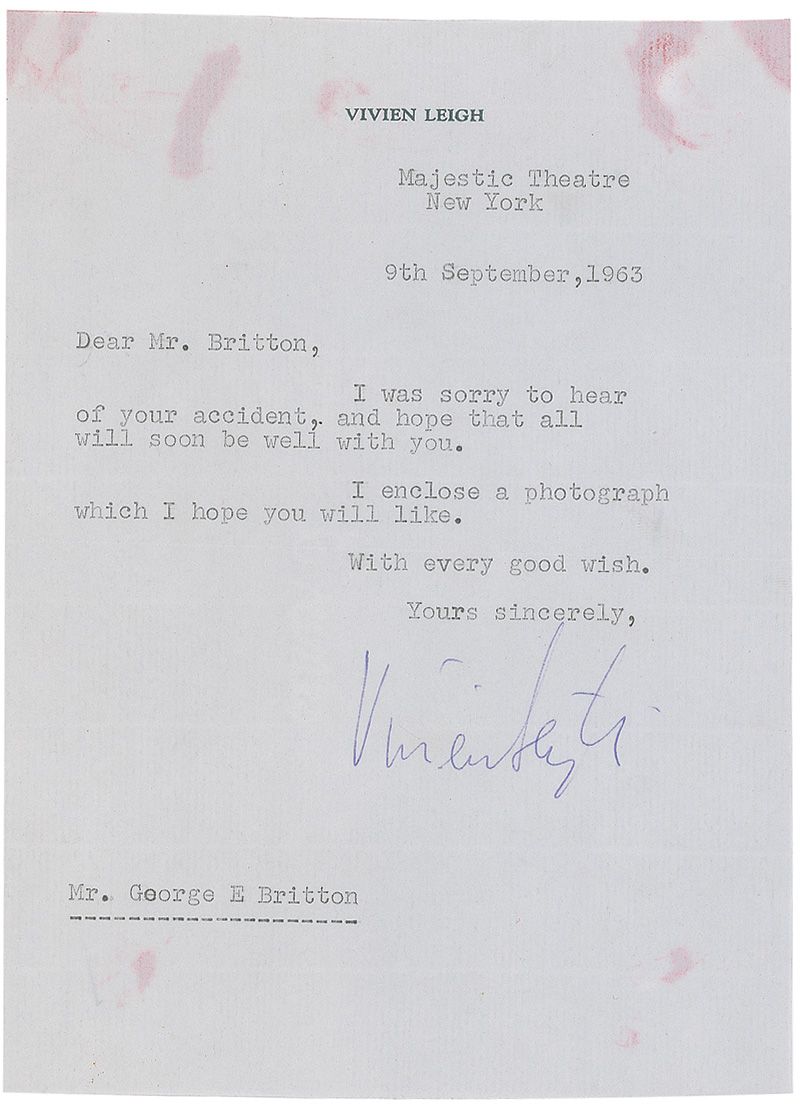 VIVIEN LEIGH
Majestic Theatre
New York
9th September,1963
Dear Mr. Britton,
I was sorry to hear
of your accident,. and hope that all
will soon be well with you.
I enclose a photograph
which I hope you will like.
With every good wish.
Yours sincerely,
Vivien Leigh
Mr. George E Britton